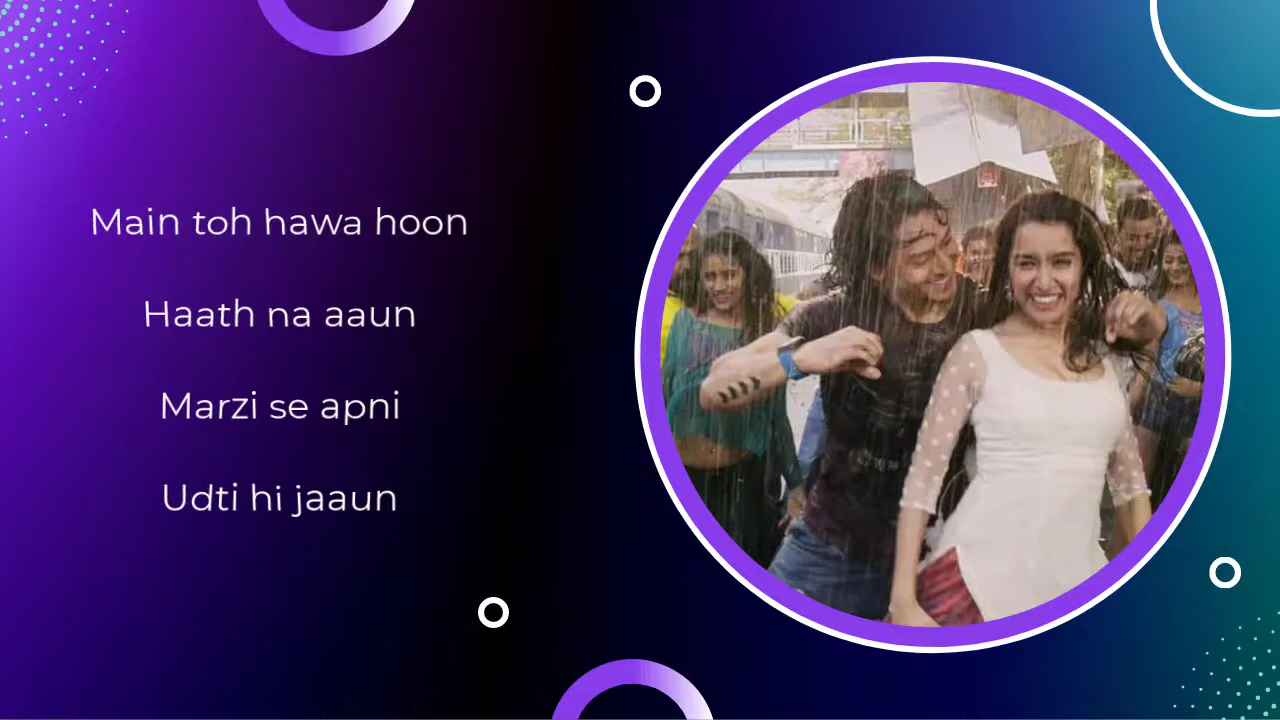 Main toh hawa hoon
Haath na aaun
Marzi se apni
Udti hi jaaun